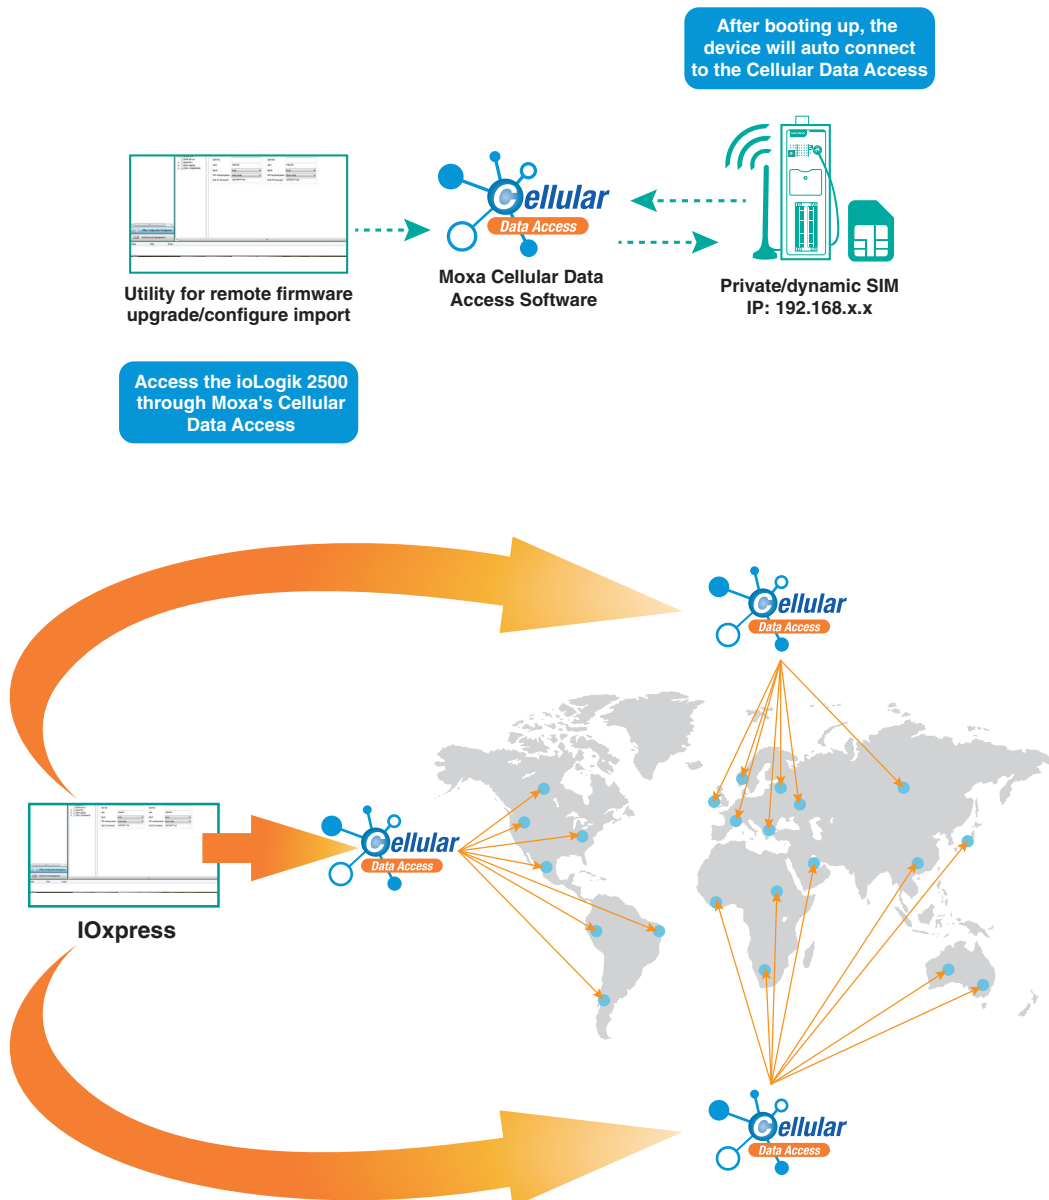 After booting up, the
device will auto connect
to the Cellular Data Access
MOXA
Cellular
Data Access
Moxa Cellular Data
Access Software
Utility for remote firmware
upgrade/configure import
Private/dynamic SIM
IP: 192.168.x.x
Access the ioLogik 2500
through Moxa's Cellular
Data Access
Cellular
Data Access
Cellular
Data Access
IOxpress
Cellular
Data Access